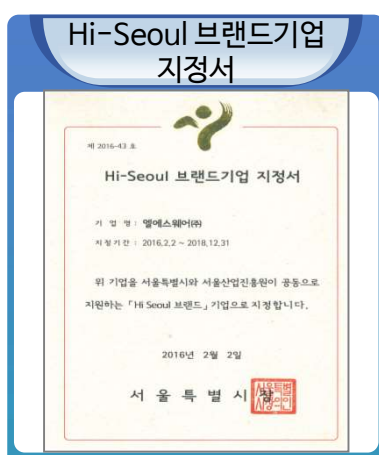 Hi-Seoul 브랜드기업
지정서
제 2016-43 호
Hi-Seoul 브랜드기업 지정서
기 업 명 : 엘에스웨어㈜
지정기간 : 2016.2.2 ~ 2018.12.31
위 기업을 서울특별시와 서울산업진흥원이 공동으로
지원하는 「Hi Seoul 브랜드」기업으로 지정합니다.
2016년 2월 2일
서 울 특 별 시 장